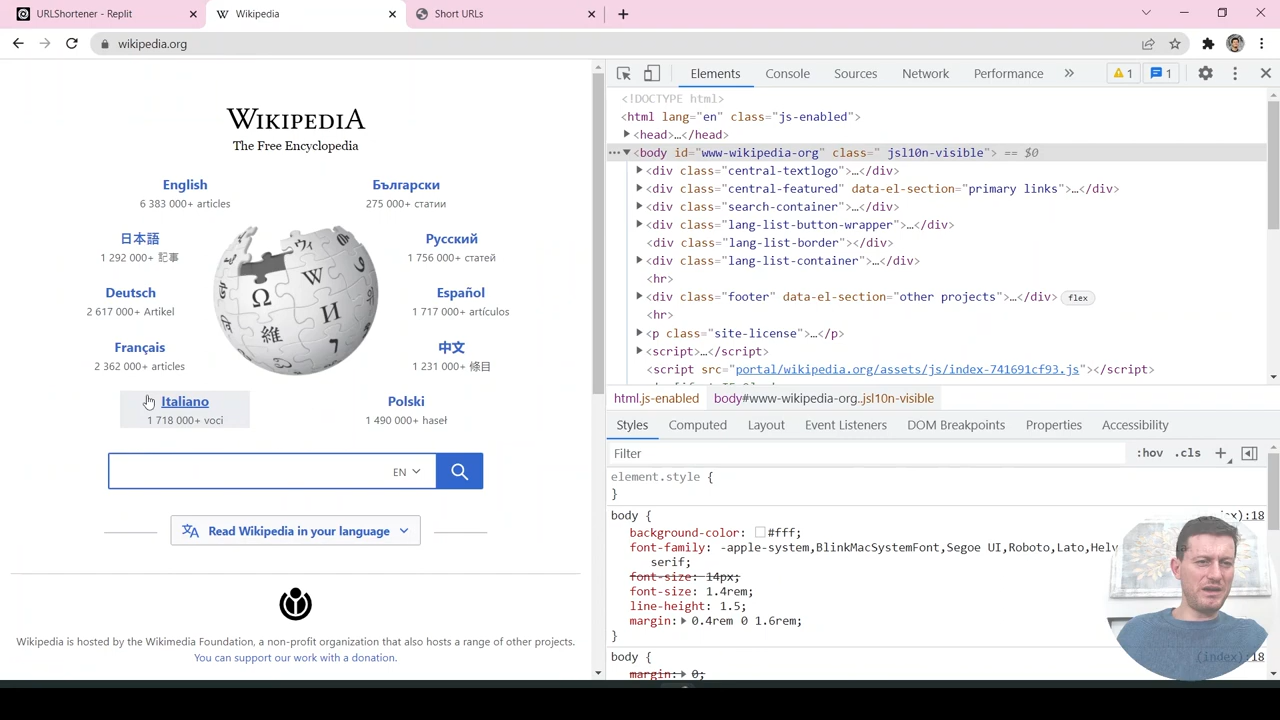 URLShortener - Replit
Wikipedia
Short URLs
wikipedia.org
WIKIPEDIA
The Free Encyclopedia
English
6 383 000+ articles
Български
275 000+ статии
日本語
1 292 000+ 記事
Русский
1 756 000+ статей
Deutsch
2 617 000+ Artikel
Español
1 717 000+ artículos
Français
2 362 000+ articles
中文
1 231 000+ 條目
Italiano
1 718 000+ voci
Polski
1 490 000+ haseł
EN
Read Wikipedia in your language
Wikipedia is hosted by the Wikimedia Foundation, a non-profit organization that also hosts a range of other projects.
You can support our work with a donation.
Elements Console Sources Network Performance » 1 1
<!DOCTYPE html>
<html lang="en" class="js-enabled">
<head>…</head>
<body id="www-wikipedia-org" class=" jsl10n-visible"> == $0
<div class="central-textlogo">…</div>
<div class="central-featured" data-el-section="primary links">…</div>
<div class="search-container">…</div>
<div class="lang-list-button-wrapper">…</div>
<div class="lang-list-border"></div>
<div class="lang-list-container">…</div>
<hr>
<div class="footer" data-el-section="other projects">…</div> flex
<hr>
<p class="site-license">…</p>
<script>…</script>
<script src="portal/wikipedia.org/assets/js/index-741691cf93.js"></script>
html.js-enabled body#www-wikipedia-org..jsl10n-visible
Styles Computed Layout Event Listeners DOM Breakpoints Properties Accessibility
Filter :hov .cls +
element.style {
}
body { (index):18
background-color: #fff;
font-family: -apple-system,BlinkMacSystemFont,Segoe UI,Roboto,Lato,Helv
serif;
font-size: 14px;
font-size: 1.4rem;
line-height: 1.5;
margin: 0.4rem 0 1.6rem;
}
body { (index):18
margin: 0;